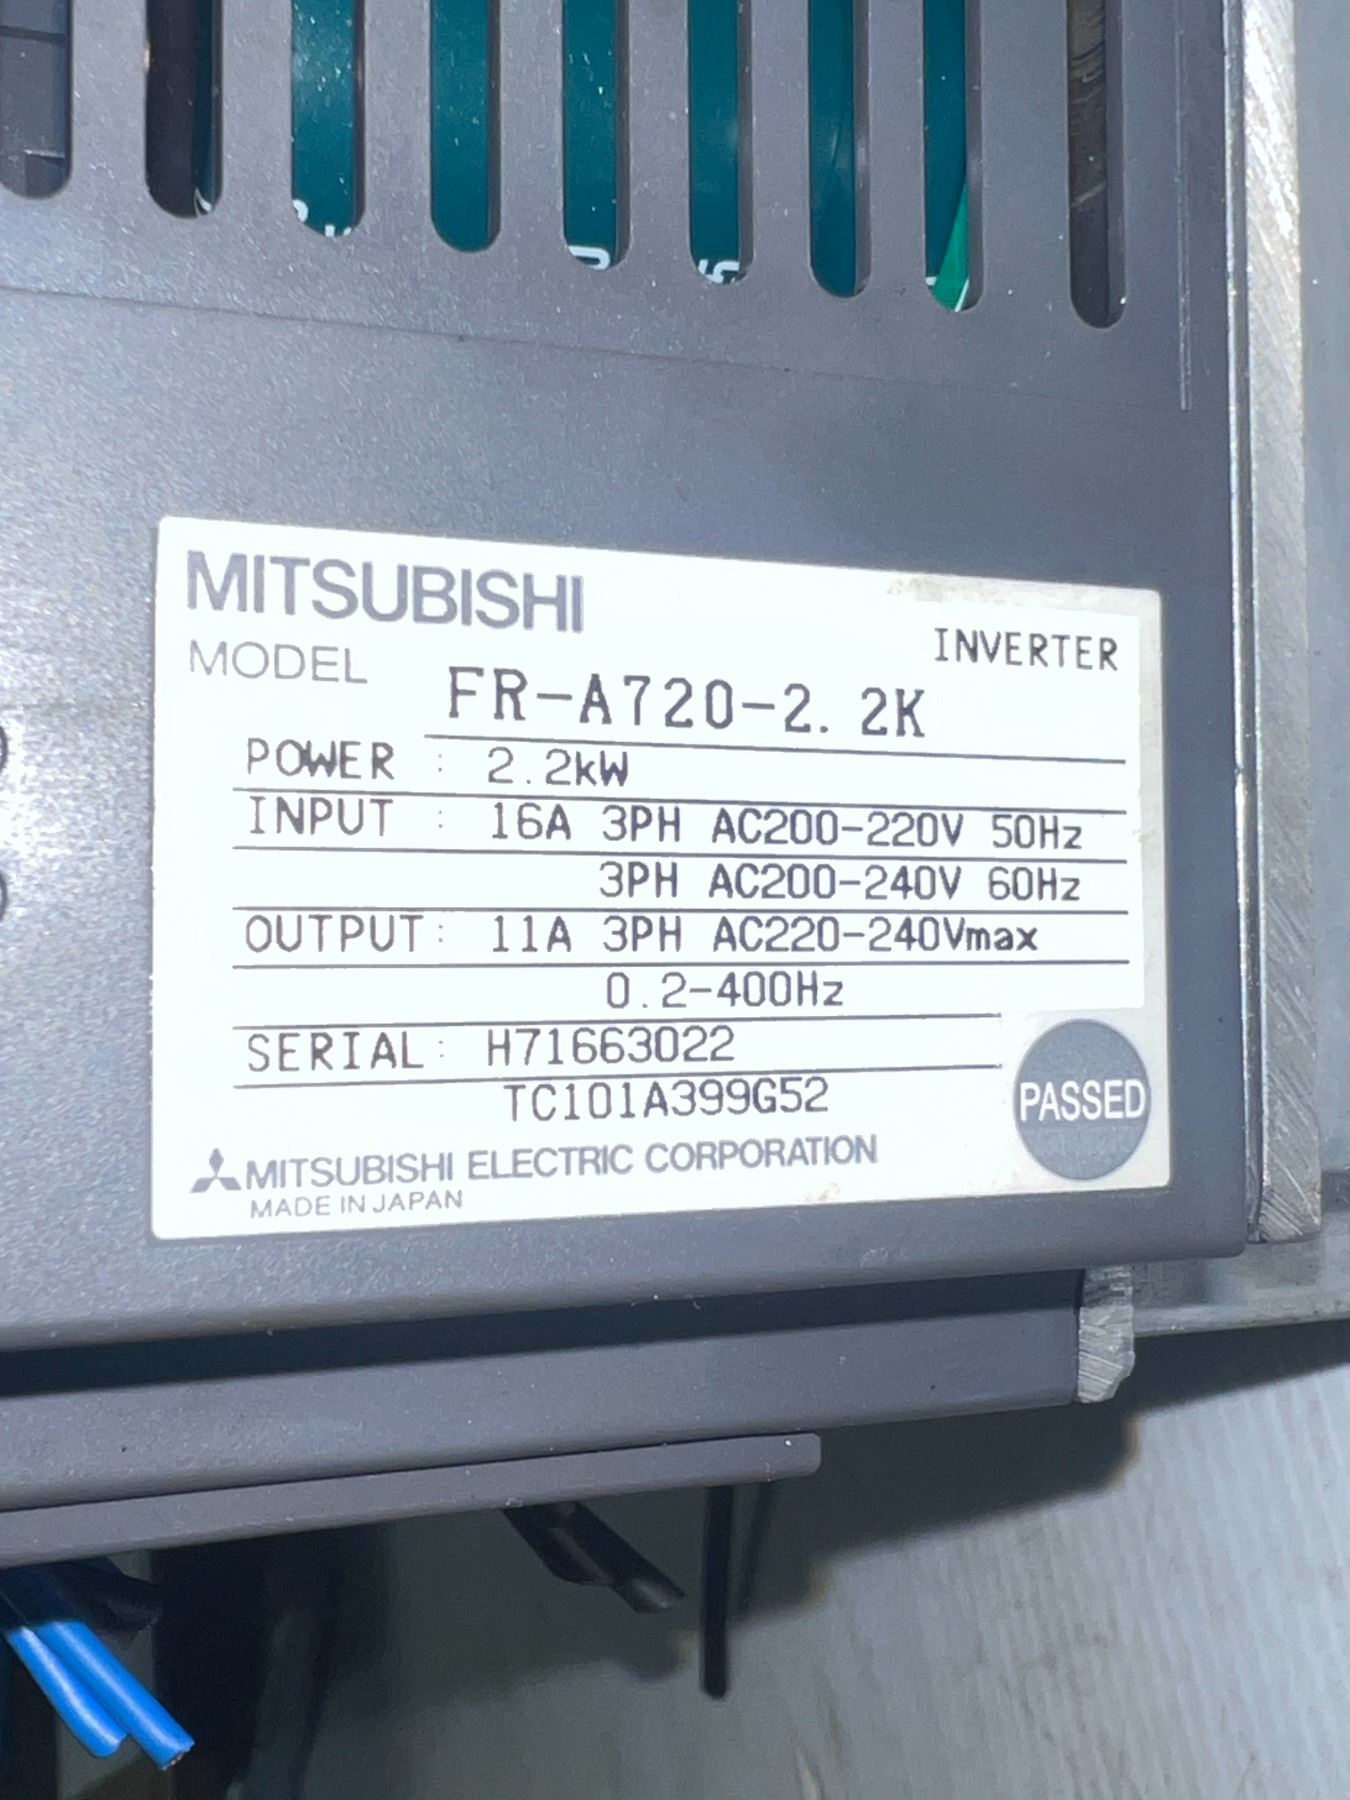 MITSUBISHI
INVERTER
MODEL FR-A720-2.2K
POWER : 2.2kW
INPUT : 16A 3PH AC200-220V 50Hz
3PH AC200-240V 60Hz
OUTPUT: 11A 3PH AC220-240Vmax
0.2-400Hz
SERIAL: H71663022
TC101A399G52
PASSED
MITSUBISHI ELECTRIC CORPORATION
MADE IN JAPAN